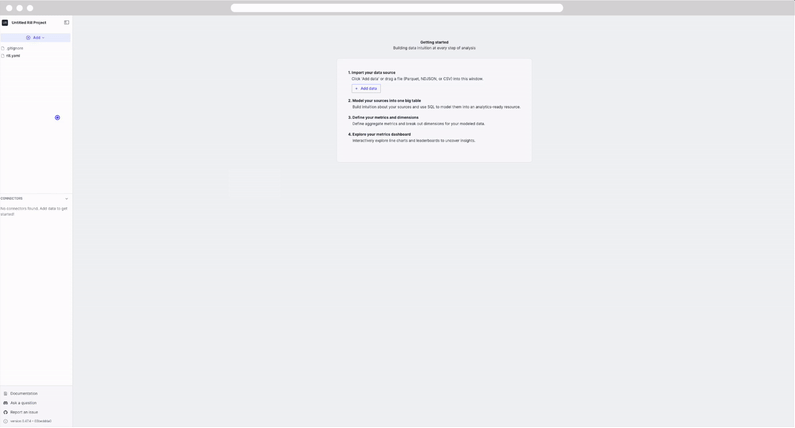 Untitled Rill Project
Add
.gitignore
rill.yaml
CONNECTORS
No connectors found. Add data to get
started!
Documentation
Ask a question
Report an issue
Getting started
Building data intuition at every step of analysis
1. Import your data source
Click 'Add data' or drag a file (Parquet, NDJSON, or CSV) into this window.
+ Add data
2. Model your sources into one big table
Build intuition about your sources and use SQL to model them into an analytics-ready resource.
3. Define your metrics and dimensions
Define aggregate metrics and break out dimensions for your modeled data.
4. Explore your metrics dashboard
Interactively explore line charts and leaderboards to uncover insights.